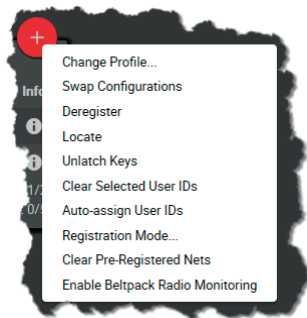 Change Profile...
Swap Configurations
Info
Deregister
Locate
Unlatch Keys
Clear Selected User IDs
Auto-assign User IDs
Registration Mode...
Clear Pre-Registered Nets
Enable Beltpack Radio Monitoring